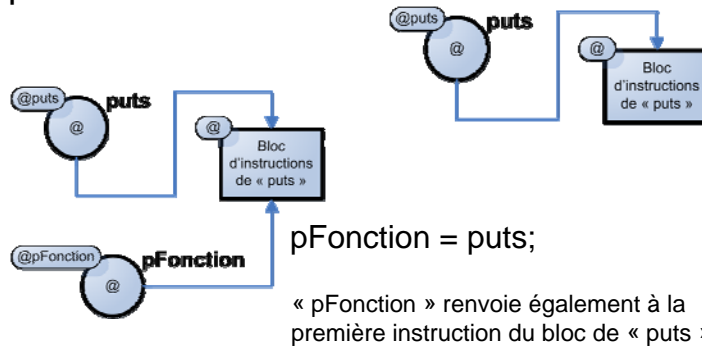 @puts
puts
@
@
Bloc
d'instructions
de « puts »
@puts
puts
@
@
Bloc
d'instructions
de « puts »
pFonction = puts;
@pFonction
pFonction
@
« pFonction » renvoie également à la
première instruction du bloc de « puts »